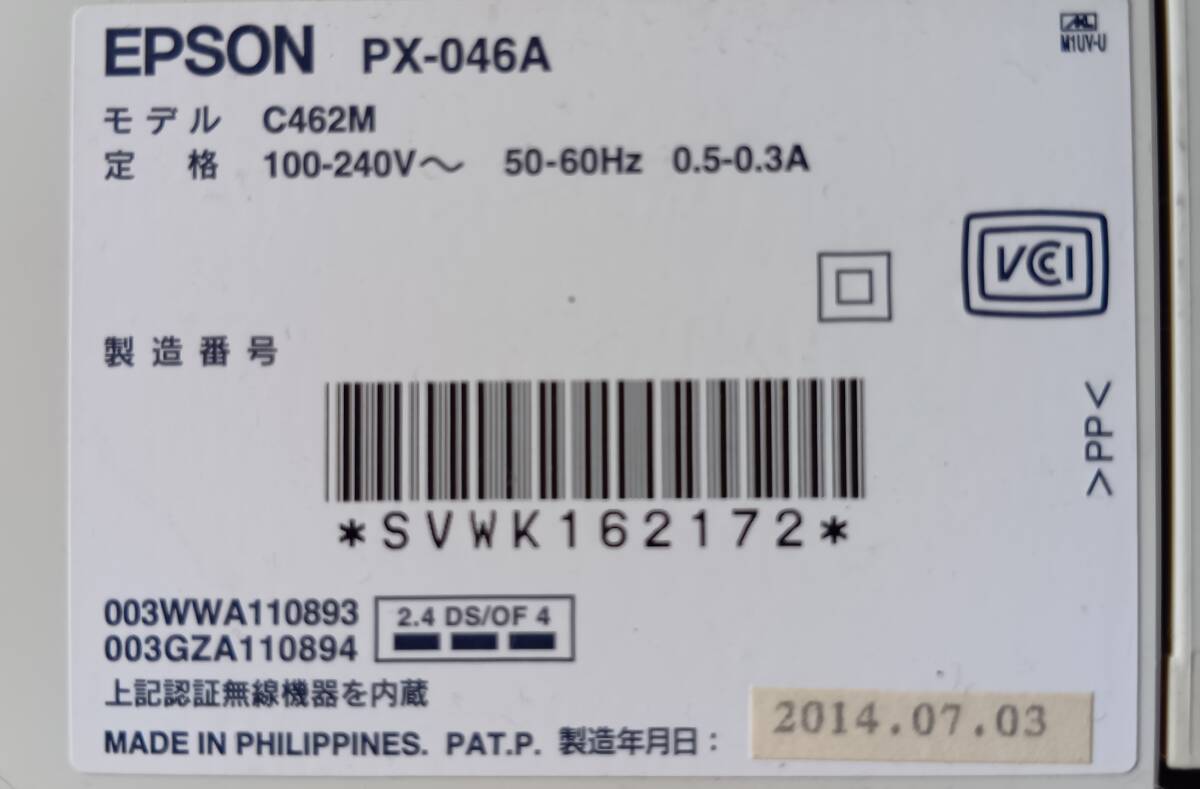 EPSON PX-046A
M1UV-U
モデル C462M
定格 100-240V～ 50-60Hz 0.5-0.3A
VCCI
製造番号
>PP<
*SVWK162172*
003WWA110893
003GZA110894
2.4 DS/OF 4
上記認証無線機器を内蔵
MADE IN PHILIPPINES. PAT.P. 製造年月日： 2014.07.03